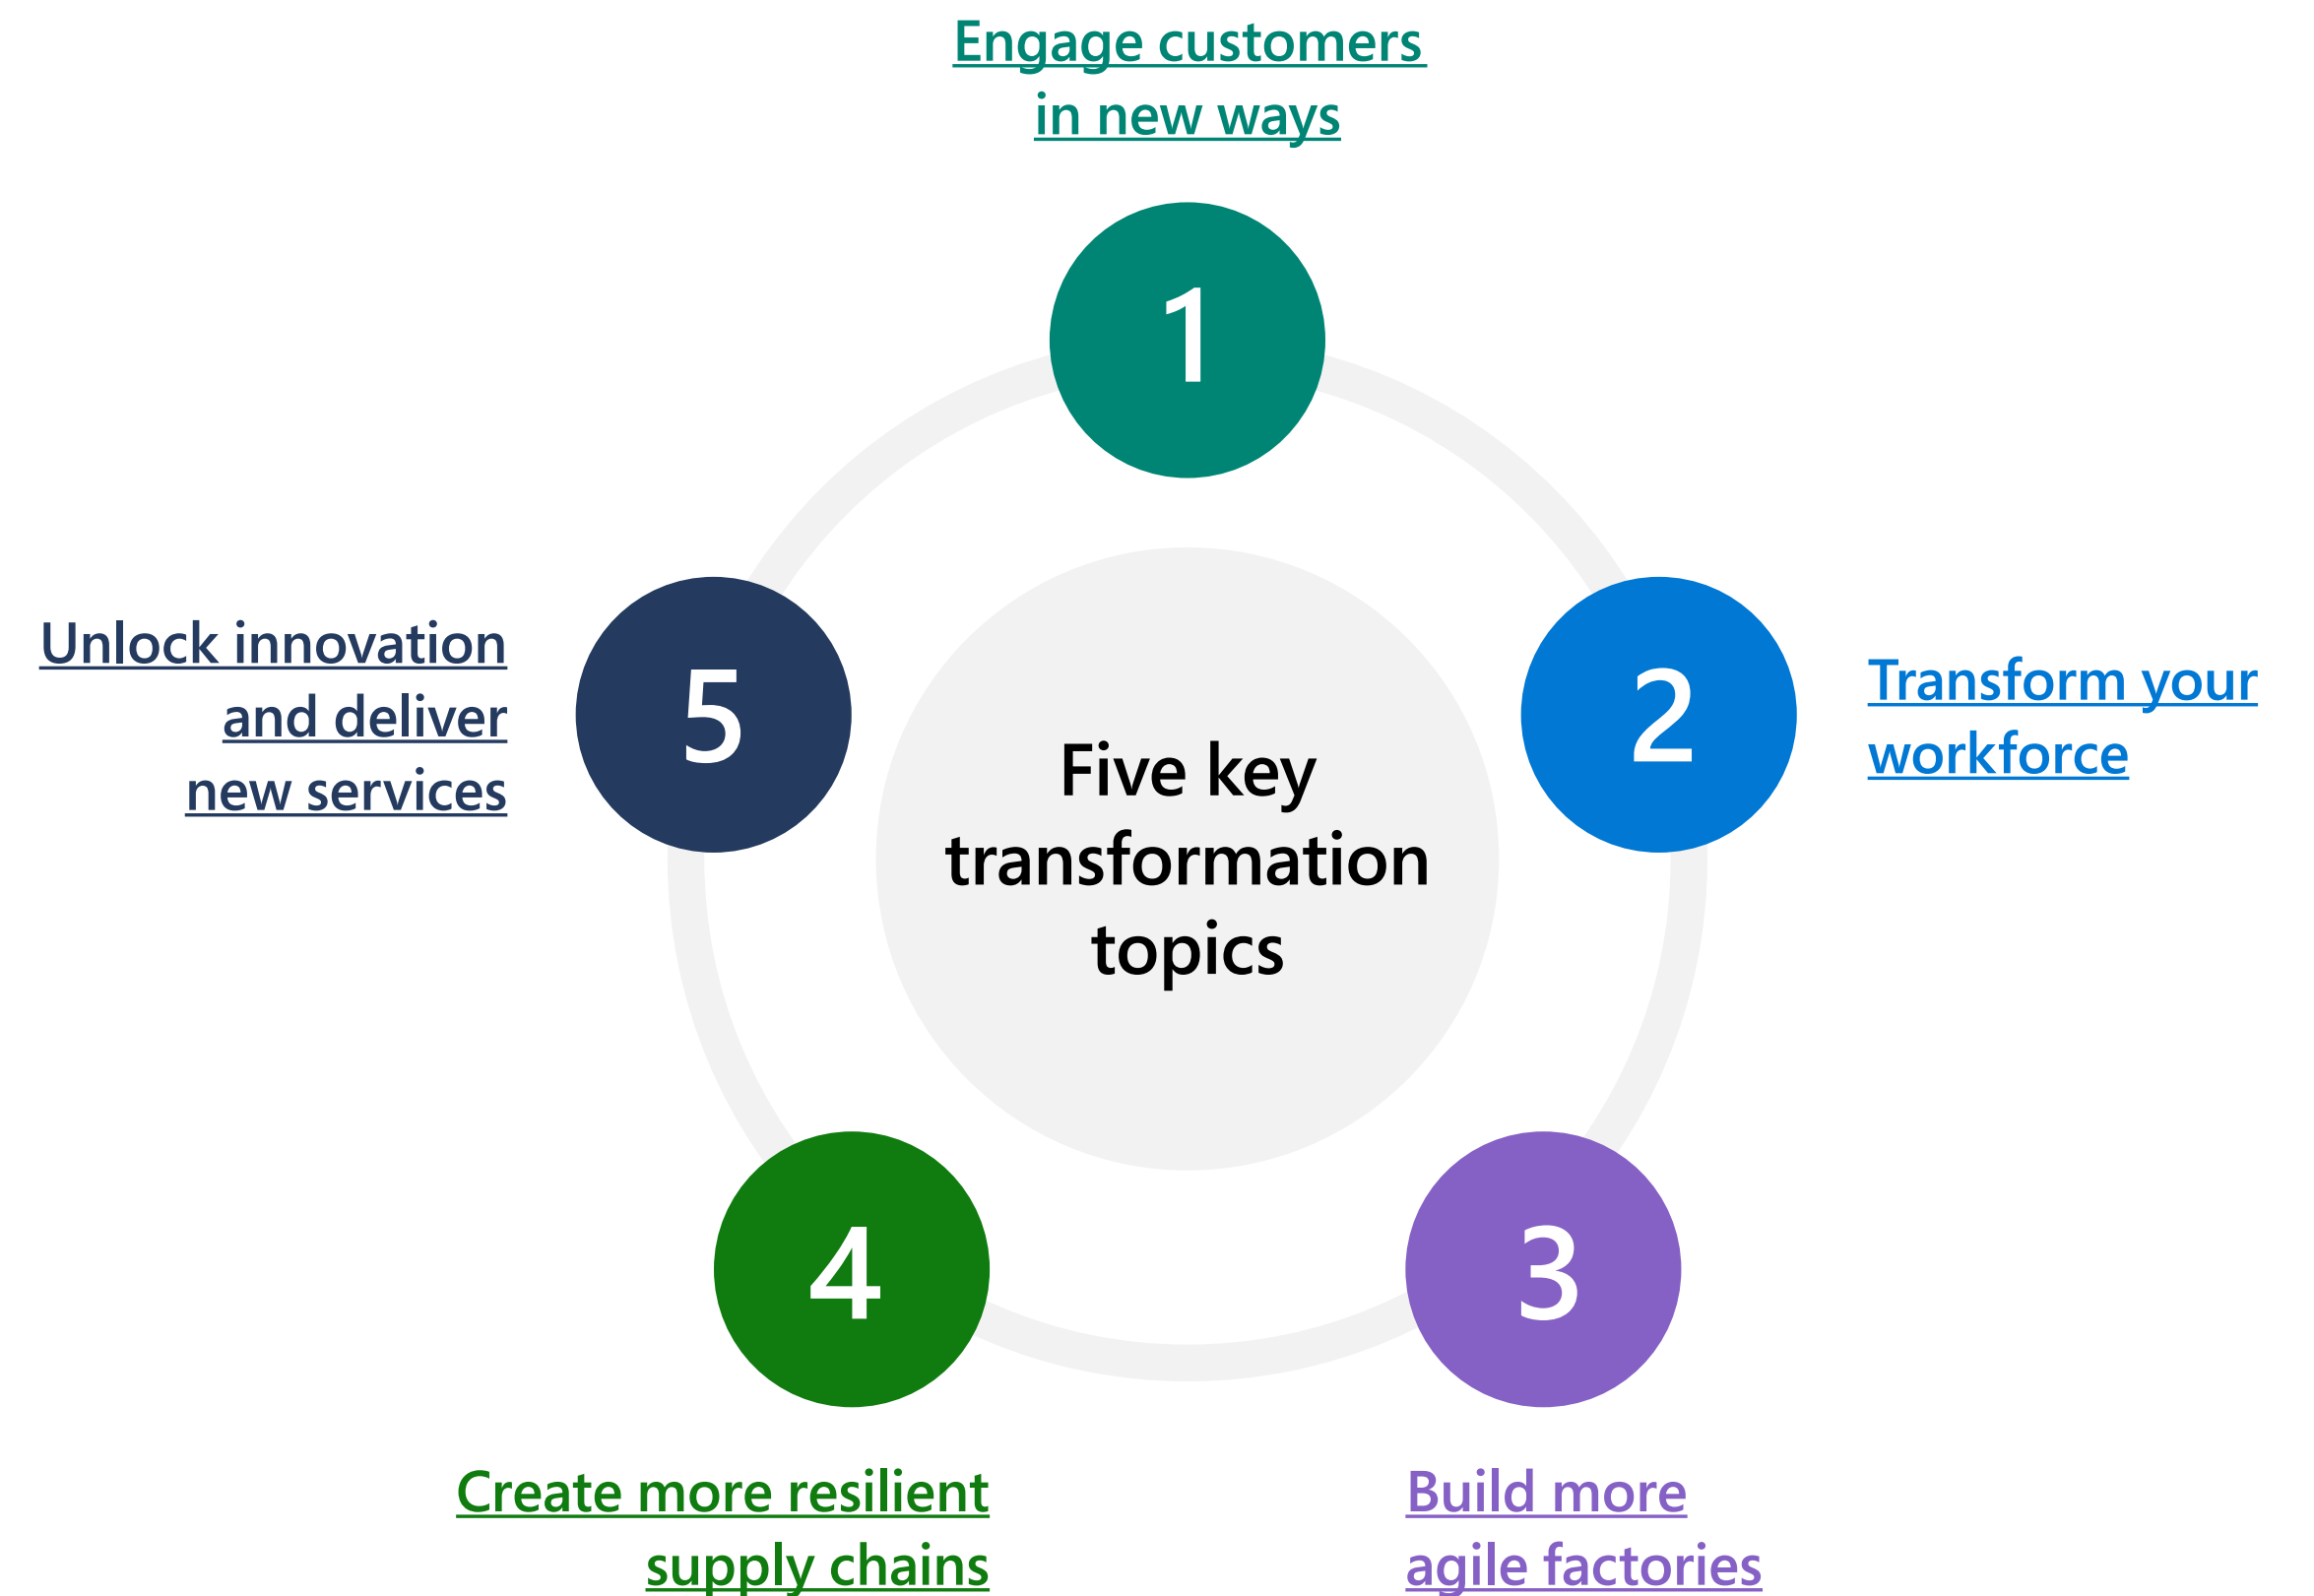 Engage customers
in new ways
1
2
Transform your
workforce
3
Build more
agile factories
4
Create more resilient
supply chains
5
Unlock innovation
and deliver
new services
Five key
transformation
topics